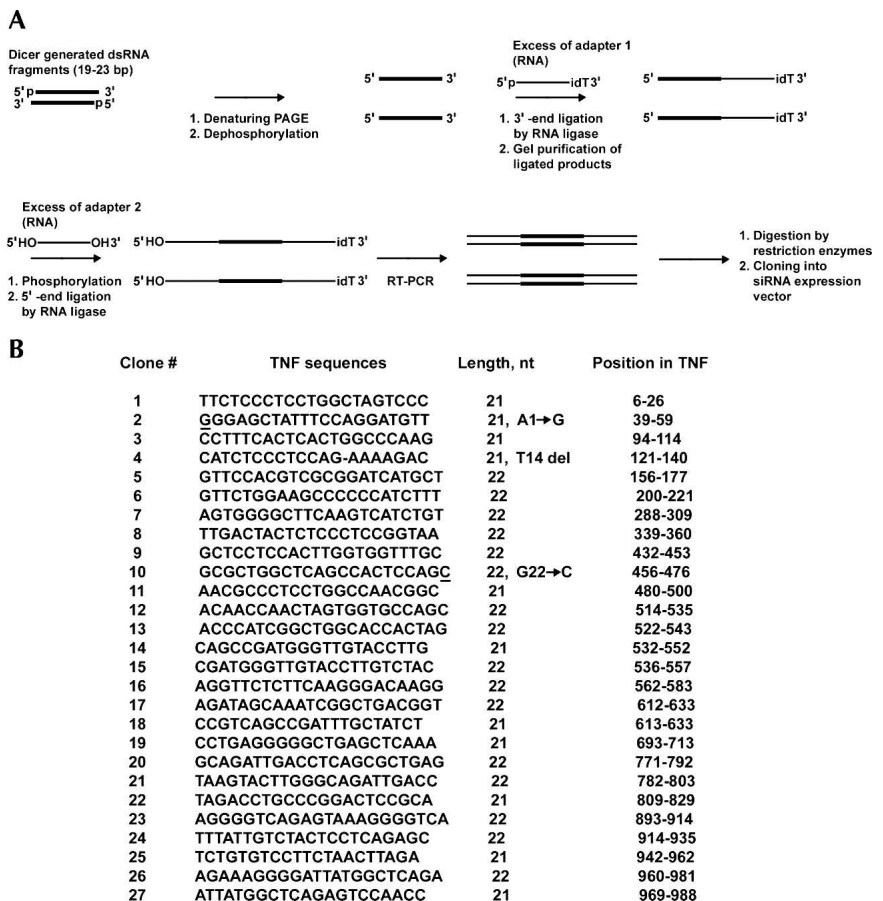 A
Dicer generated dsRNA
fragments (19-23 bp)
5'p 3'
3' p5'
1. Denaturing PAGE
2. Dephosphorylation
5' 3'
5' 3'
Excess of adapter 1
(RNA)
5'p idT3'
1. 3' -end ligation
by RNA ligase
2. Gel purification of
ligated products
5' idT 3'
5' idT 3'
Excess of adapter 2
(RNA)
5'HO OH3'
1. Phosphorylation
2. 5' -end ligation
by RNA ligase
5'HO idT 3'
5'HO idT 3'
RT-PCR
1. Digestion by
restriction enzymes
2. Cloning into
siRNA expression
vector
B
Clone # TNF sequences Length, nt Position in TNF
1 TTCTCCCTCCTGGCTAGTCCC 21 6-26
2 GGGAGCTATTTCCAGGATGTT 21, A1→G 39-59
3 CCTTTCACTCACTGGCCCAAG 21 94-114
4 CATCTCCCTCCAG-AAAAGAC 21, T14 del 121-140
5 GTTCCACGTCGCGGATCATGCT 22 156-177
6 GTTCTGGAAGCCCCCCATCTTT 22 200-221
7 AGTGGGGCTTCAAGTCATCTGT 22 288-309
8 TTGACTACTCTCCCTCCGGTAA 22 339-360
9 GCTCCTCCACTTGGTGGTTTGC 22 432-453
10 GCGCTGGCTCAGCCACTCCAGC 22, G22→C 456-476
11 AACGCCCTCCTGGCCAACGGC 21 480-500
12 ACAACCAACTAGTGGTGCCAGC 22 514-535
13 ACCCATCGGCTGGCACCACTAG 22 522-543
14 CAGCCGATGGGTTGTACCTTG 21 532-552
15 CGATGGGTTGTACCTTGTCTAC 22 536-557
16 AGGTTCTCTTCAAGGGACAAGG 22 562-583
17 AGATAGCAAATCGGCTGACGGT 22 612-633
18 CCGTCAGCCGATTTGCTATCT 21 613-633
19 CCTGAGGGGGCTGAGCTCAAA 21 693-713
20 GCAGATTGACCTCAGCGCTGAG 22 771-792
21 TAAGTACTTGGGCAGATTGACC 22 782-803
22 TAGACCTGCCCGGACTCCGCA 21 809-829
23 AGGGGTCAGAGTAAAGGGGTCA 22 893-914
24 TTTATTGTCTACTCCTCAGAGC 22 914-935
25 TCTGTGTCCTTCTAACTTAGA 21 942-962
26 AGAAAGGGGATTATGGCTCAGA 22 960-981
27 ATTATGGCTCAGAGTCCAACC 21 969-988